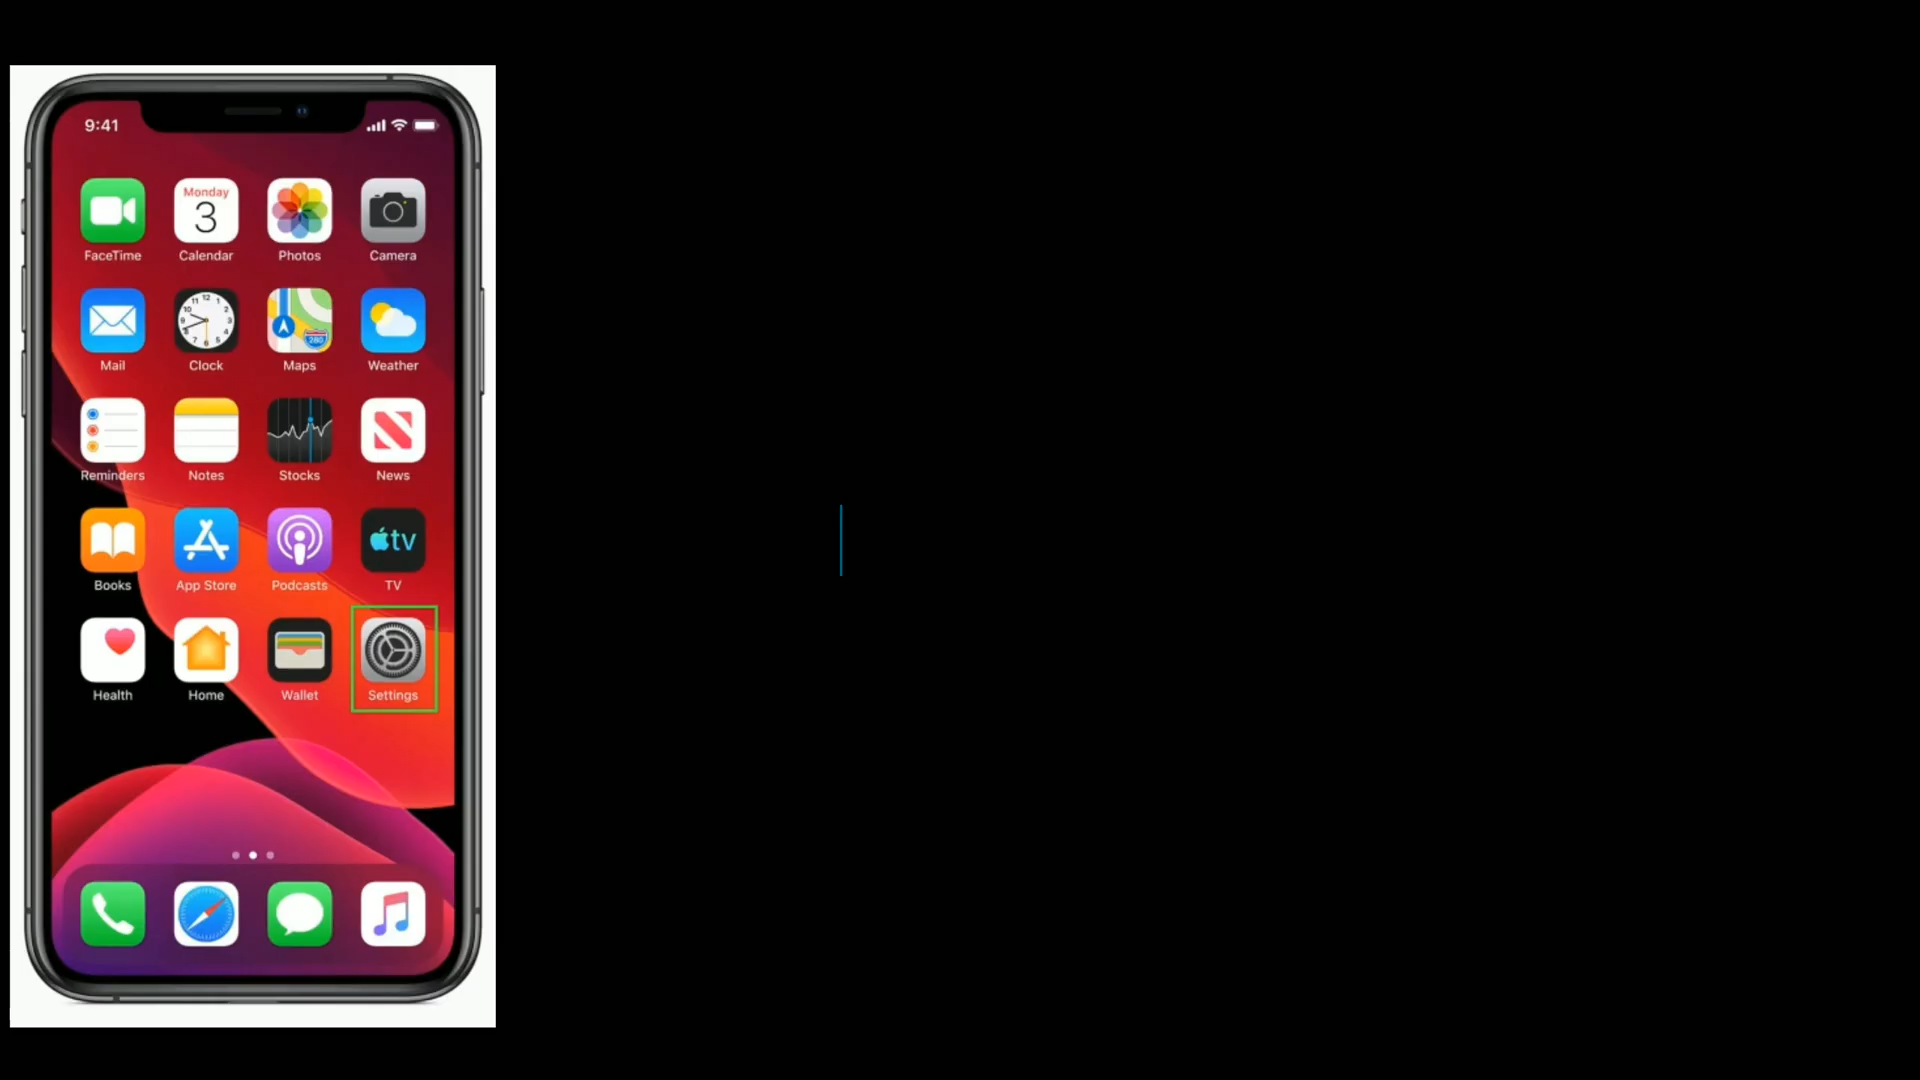 9:41
FaceTime
Monday
3
Calendar
Photos
Camera
Mail
Clock
280
Maps
Weather
Reminders
Notes
Stocks
News
Books
App Store
Podcasts
tv
TV
Health
Home
Wallet
Settings